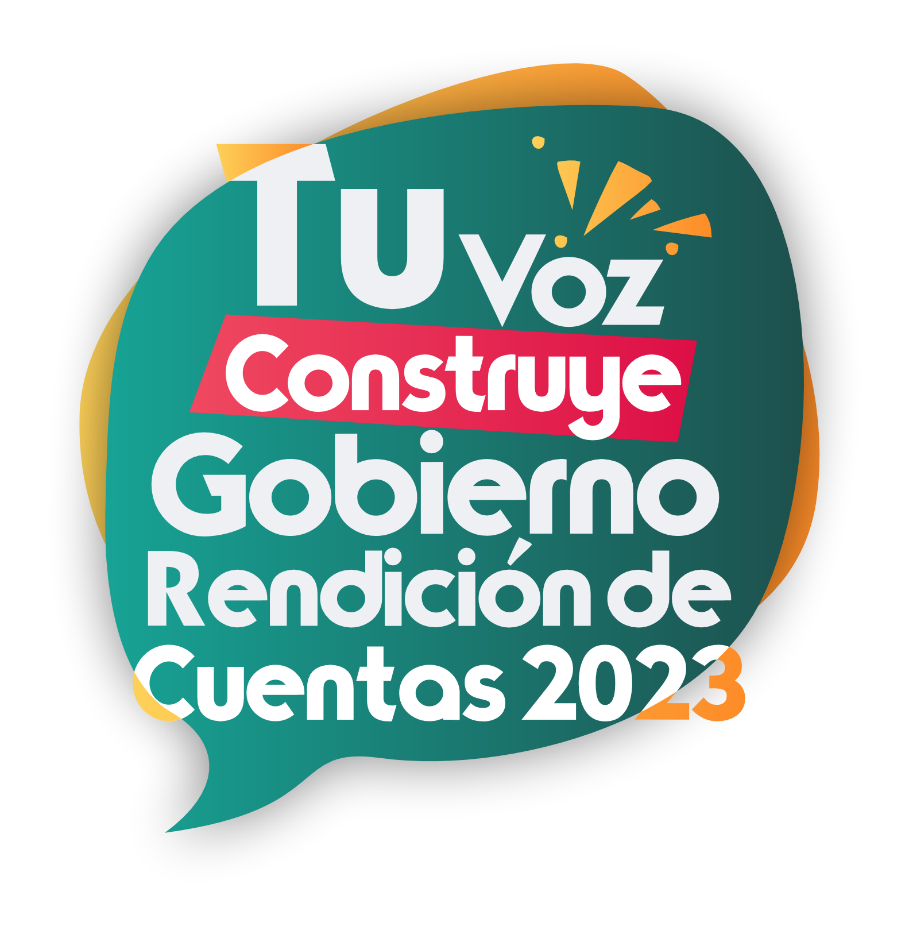 Tu Voz
Construye
Gobierno
Rendición de
Cuentas 2023